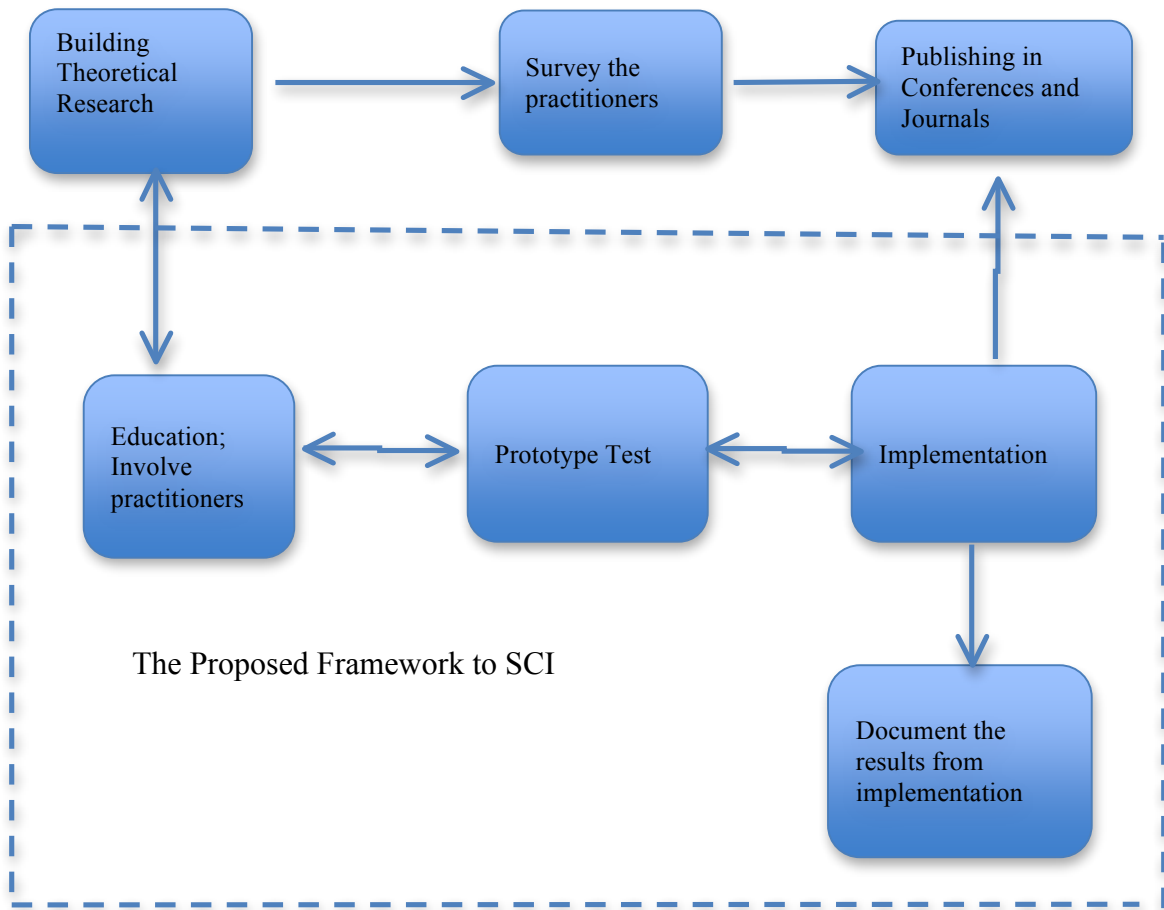 Building
Theoretical
Research
Survey the
practitioners
Publishing in
Conferences and
Journals
Education;
Involve
practitioners
Prototype Test
Implementation
The Proposed Framework to SCI
Document the
results from
implementation